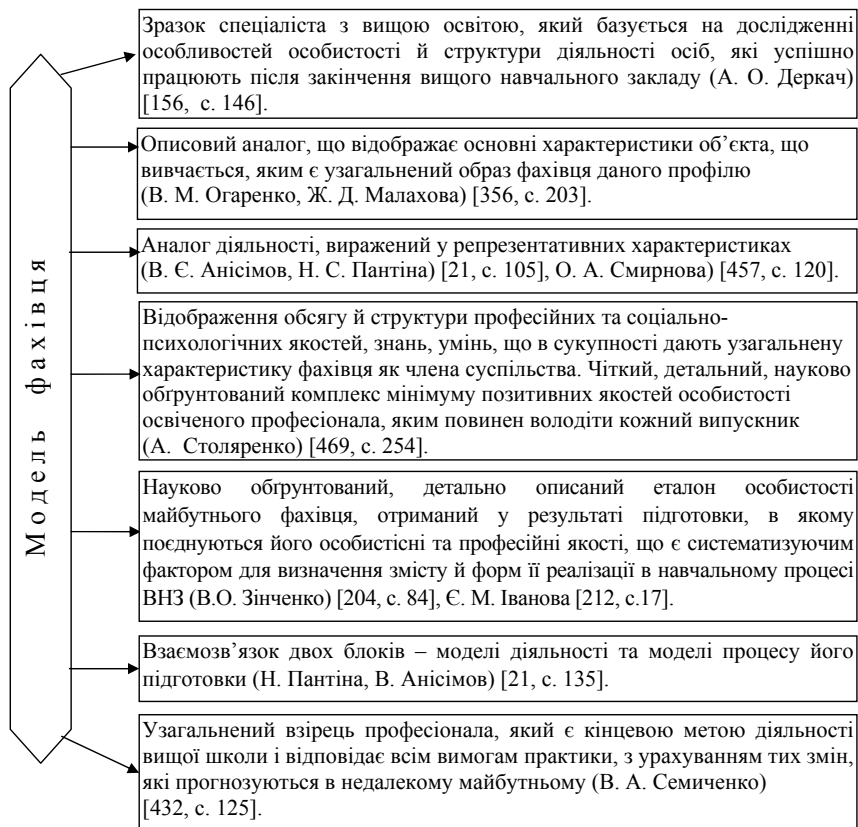 Модель фахівця
Зразок спеціаліста з вищою освітою, який базується на дослідженні
особливостей особистості й структури діяльності осіб, які успішно
працюють після закінчення вищого навчального закладу (А. О. Деркач)
[156, с. 146].
Описовий аналог, що відображає основні характеристики об’єкта, що
вивчається, яким є узагальнений образ фахівця даного профілю
(В. М. Огаренко, Ж. Д. Малахова) [356, с. 203].
Аналог діяльності, виражений у репрезентативних характеристиках
(В. Є. Анісімов, Н. С. Пантіна) [21, с. 105], О. А. Смирнова) [457, с. 120].
Відображення обсягу й структури професійних та соціально-
психологічних якостей, знань, умінь, що в сукупності дають узагальнену
характеристику фахівця як члена суспільства. Чіткий, детальний, науково
обґрунтований комплекс мінімуму позитивних якостей особистості
освіченого професіонала, яким повинен володіти кожний випускник
(А. Столяренко) [469, с. 254].
Науково обґрунтований, детально описаний еталон особистості
майбутнього фахівця, отриманий у результаті підготовки, в якому
поєднуються його особистісні та професійні якості, що є систематизуючим
фактором для визначення змісту й форм її реалізації в навчальному процесі
ВНЗ (В.О. Зінченко) [204, с. 84], Є. М. Іванова [212, с.17].
Взаємозв’язок двох блоків – моделі діяльності та моделі процесу його
підготовки (Н. Пантіна, В. Анісімов) [21, с. 135].
Узагальнений взірець професіонала, який є кінцевою метою діяльності
вищої школи і відповідає всім вимогам практики, з урахуванням тих змін,
які прогнозуються в недалекому майбутньому (В. А. Семиченко)
[432, с. 125].